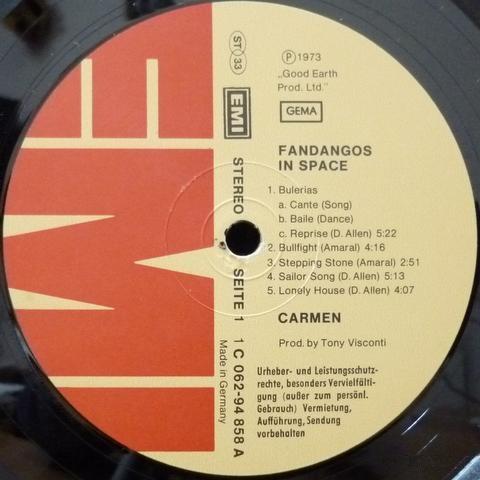 ST 33
Ⓟ 1973
„Good Earth
Prod. Ltd."
GEMA
EMI
FANDANGOS
IN SPACE
1. Bulerias
a. Cante (Song)
b. Baile (Dance)
c. Reprise (D. Allen) 5:22
2. Bullfight (Amaral) 4:16
3. Stepping Stone (Amaral) 2:51
4. Sailor Song (D. Allen) 5:13
5. Lonely House (D. Allen) 4:07
CARMEN
Prod. by Tony Visconti
Urheber- und Leistungsschutz-
rechte, besonders Vervielfälti-
gung (außer zum persönl.
Gebrauch) Vermietung,
Aufführung, Sendung
vorbehalten
STEREO SEITE 1 1 C 062-94 858 A
Made in Germany
EMI